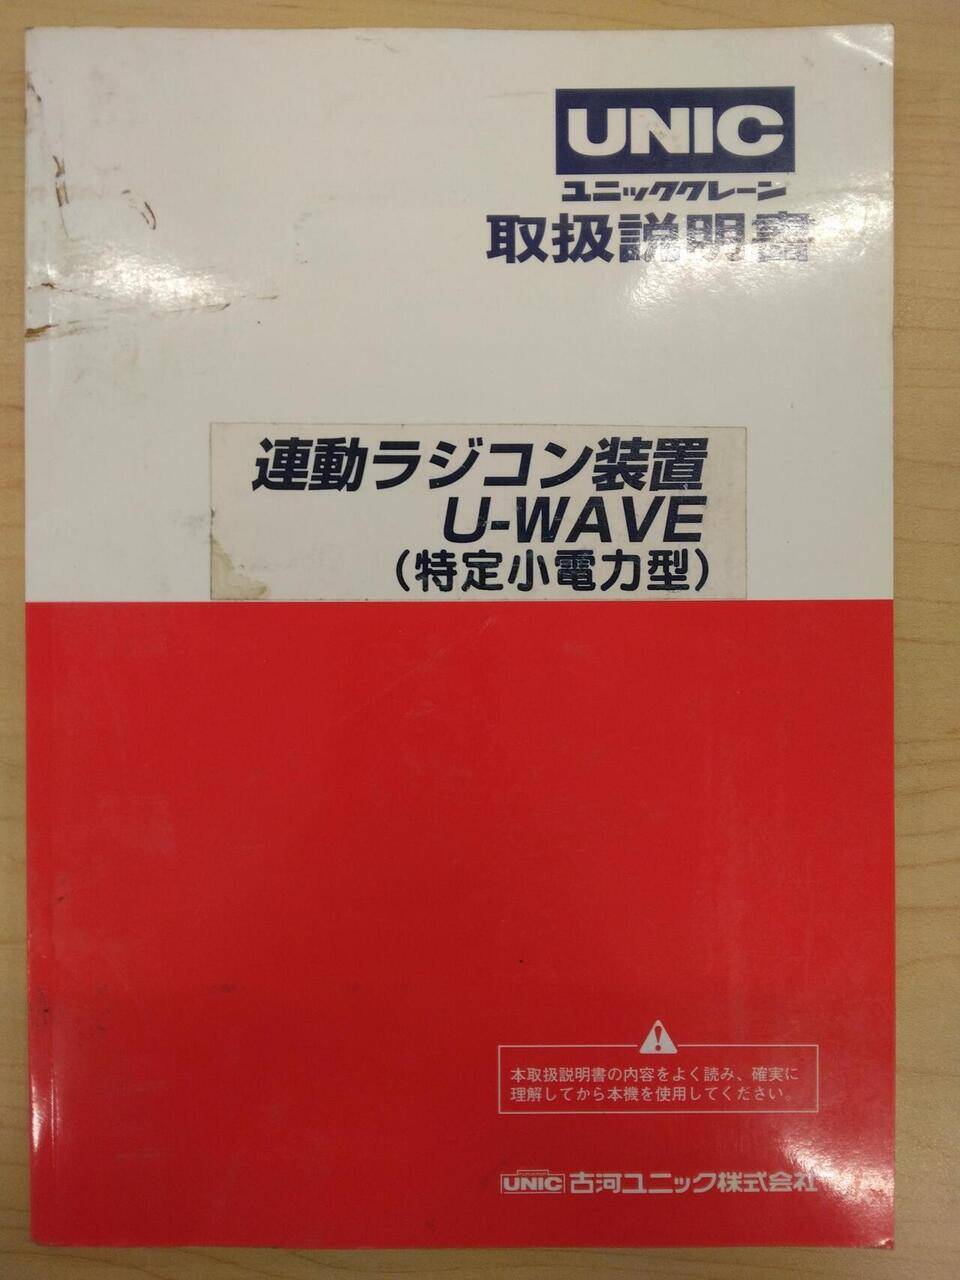 UNIC
ユニッククレーン
取扱説明書
連動ラジコン装置
U-WAVE
（特定小電力型）
本取扱説明書の内容をよく読み、確実に
理解してから本機を使用してください。
UNIC 古河ユニック株式会社